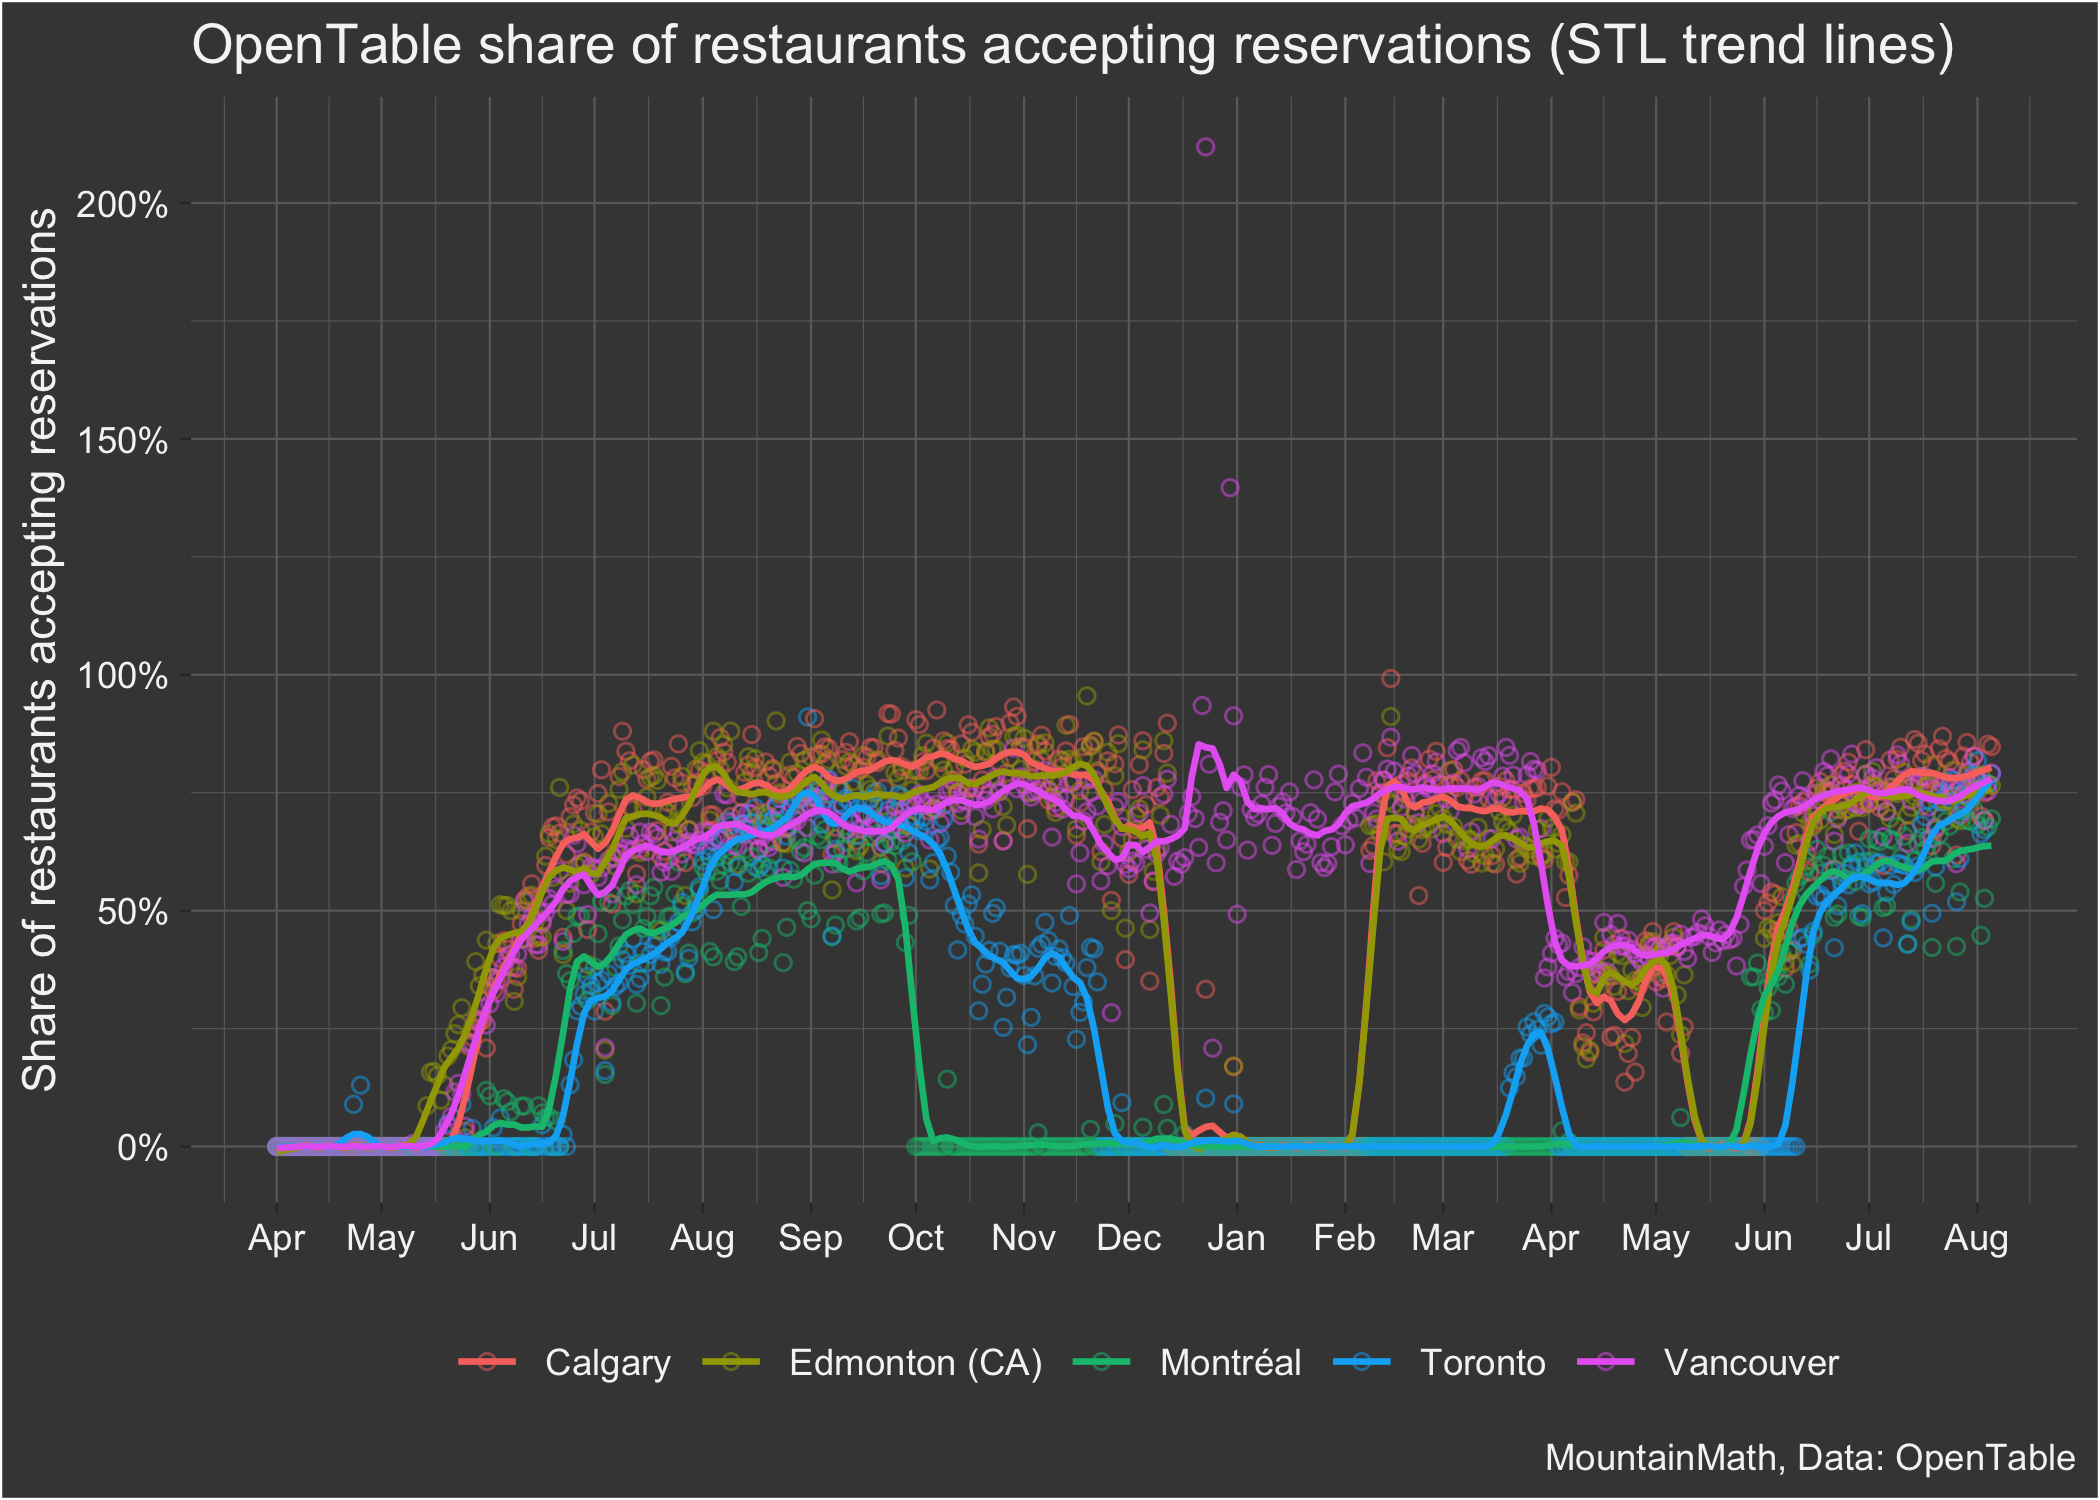 OpenTable share of restaurants accepting reservations (STL trend lines)
Share of restaurants accepting reservations
200%
150%
100%
50%
0%
Apr May Jun Jul Aug Sep Oct Nov Dec Jan Feb Mar Apr May Jun Jul Aug
Calgary Edmonton (CA) Montréal Toronto Vancouver
MountainMath, Data: OpenTable